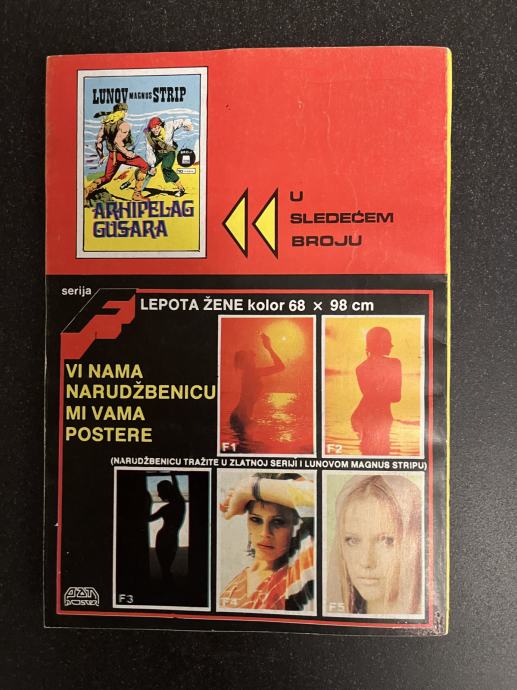 LUNOV MAGNUS STRIP
ARHIPELAG
GUSARA
U
SLEDEĆEM
BROJU
serija
F
LEPOTA ŽENE kolor 68 × 98 cm
VI NAMA
NARUDŽBENICU
MI VAMA
POSTERE
F1
F2
(NARUDŽBENICU TRAŽITE U ZLATNOJ SERIJI I LUNOVOM MAGNUS STRIPU)
F3
F4
F5
POSTER